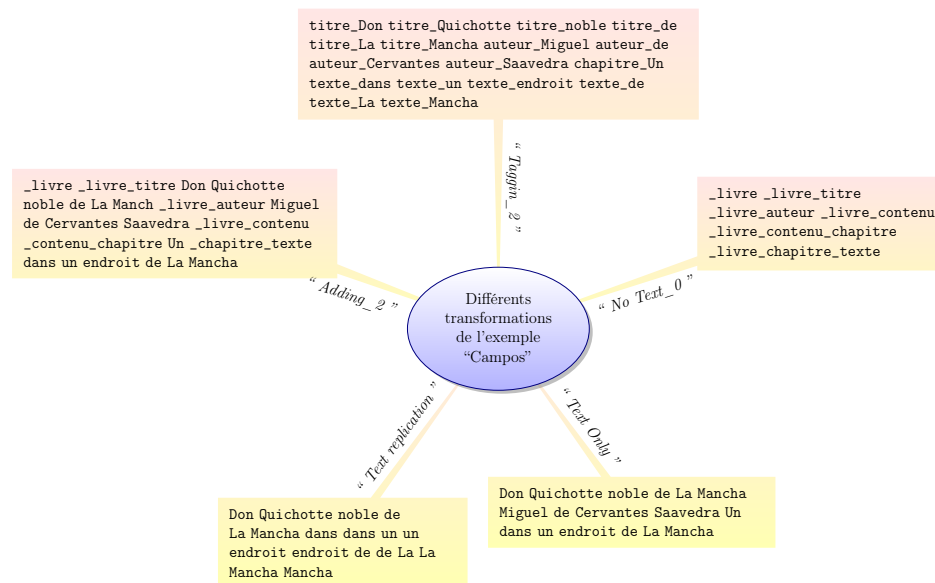 titre_Don titre_Quichotte titre_noble titre_de
titre_La titre_Mancha auteur_Miguel auteur_de
auteur_Cervantes auteur_Saavedra chapitre_Un
texte_dans texte_un texte_endroit texte_de
texte_La texte_Mancha
“ Taggin_2 ”
_livre _livre_titre Don Quichotte
noble de La Manch _livre_auteur Miguel
de Cervantes Saavedra _livre_contenu
_contenu_chapitre Un _chapitre_texte
dans un endroit de La Mancha
“ Adding_2 ”
_livre _livre_titre
_livre_auteur _livre_contenu
_livre_contenu_chapitre
_livre_chapitre_texte
“ No Text_0 ”
Différents
transformations
de l’exemple
“Campos”
“ Text replication ”
“ Text Only ”
Don Quichotte noble de
La Mancha dans dans un un
endroit endroit de de La La
Mancha Mancha
Don Quichotte noble de La Mancha
Miguel de Cervantes Saavedra Un
dans un endroit de La Mancha